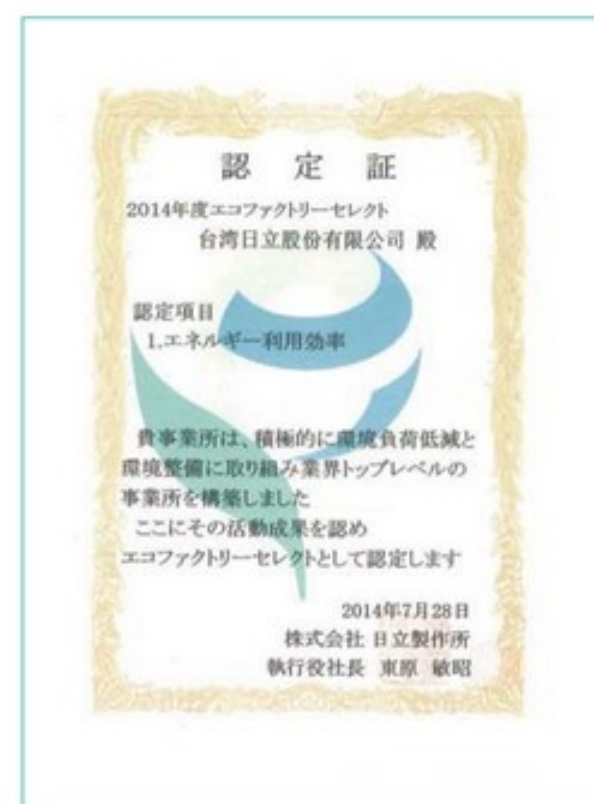 認定証
2014年度エコファクトリーセレクト
台湾日立股份有限公司 殿
認定項目
1.エネルギー利用効率
貴事業所は、積極的に環境負荷低減と
環境整備に取り組み業界トップレベルの
事業所を構築しました
ここにその活動成果を認め
エコファクトリーセレクトとして認定します
2014年7月28日
株式会社 日立製作所
執行役社長 東原 敏昭